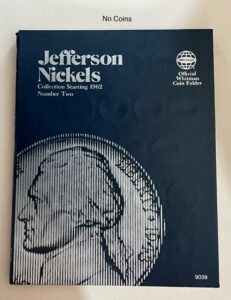 No Coins
Jefferson
Nickels
Collection Starting 1962
Number Two
Official
Whitman
Coin Folder
9039